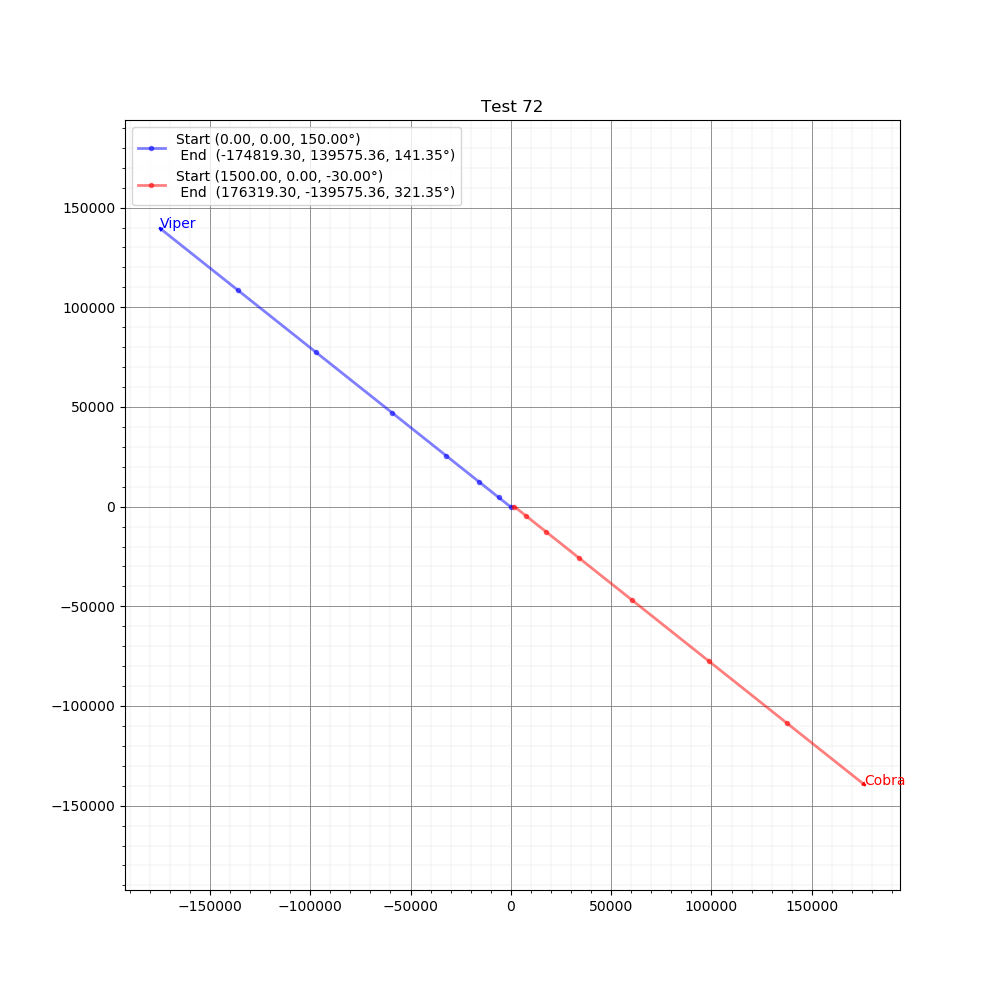 Test 72
Start (0.00, 0.00, 150.00°)
End (-174819.30, 139575.36, 141.35°)
Start (1500.00, 0.00, -30.00°)
End (176319.30, -139575.36, 321.35°)
150000
Viper
100000
50000
0
−50000
−100000
Cobra
−150000
−150000 −100000 −50000 0 50000 100000 150000